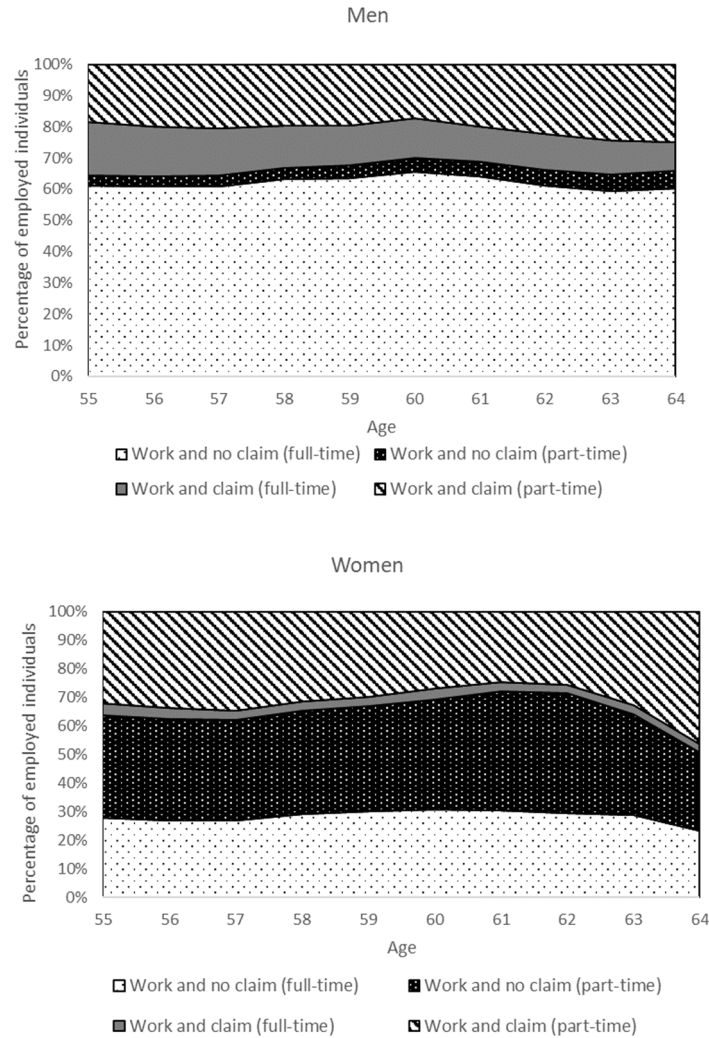 Men
Percentage of employed individuals
100%
90%
80%
70%
60%
50%
40%
30%
20%
10%
0%
55 56 57 58 59 60 61 62 63 64
Age
Work and no claim (full-time) Work and no claim (part-time)
Work and claim (full-time) Work and claim (part-time)
Women
Percentage of employed individuals
100%
90%
80%
70%
60%
50%
40%
30%
20%
10%
0%
55 56 57 58 59 60 61 62 63 64
Age
Work and no claim (full-time) Work and no claim (part-time)
Work and claim (full-time) Work and claim (part-time)